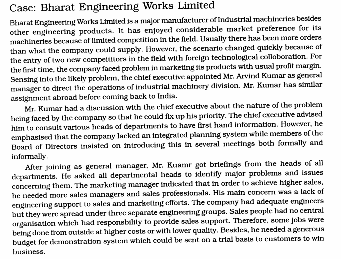 Case: Bharat Engineering Works Limited
Bharat Engineering Works Limited is a major manufacturer of industrial machineries besides
other engineering products. It has enjoyed considerable market preference for its
machineries because of limited competition in the field. Usually there has been more orders
than what the company could supply. However, the scenario changed quickly because of
the entry of two new competitors in the field with foreign technological collaboration. For
the first time, the company faced problem in marketing its products with usual profit margin.
Sensing into the likely problem, the chief executive appointed Mr. Arvind Kumar as general
manager to direct the operations of industrial machinery division. Mr. Kumar has similar
assignment abroad before coming back to India.
Mr. Kumar had a discussion with the chief executive about the nature of the problem
being faced by the company so that he could fix up his priority. The chief executive advised
him to consult various heads of departments to have first hand information. However, he
emphasised that the company lacked an integrated planning system while members of the
Board of Directors insisted on introducing this in several meetings both formally and
informally
After joining as general manager, Mr. Kuamr got briefings from the heads of all
departments. He asked all departmental heads to identify major problems and issues
concerning them. The marketing manager indicated that in order to achieve higher sales,
he needed more sales managers and sales professionals. His main concern was a lack of
engineering support to sales and marketing efforts. The company had adequate engineers
but they were spread under three separate engineering groups. Sales people had no central
organisation which had responsibility to provide sales support. Therefore, some jobs were
being done from outside at higher costs or with lower quality. Besides, he needed a generous
budget for demonstration system which could be sent on a trial basis to customers to win
business.